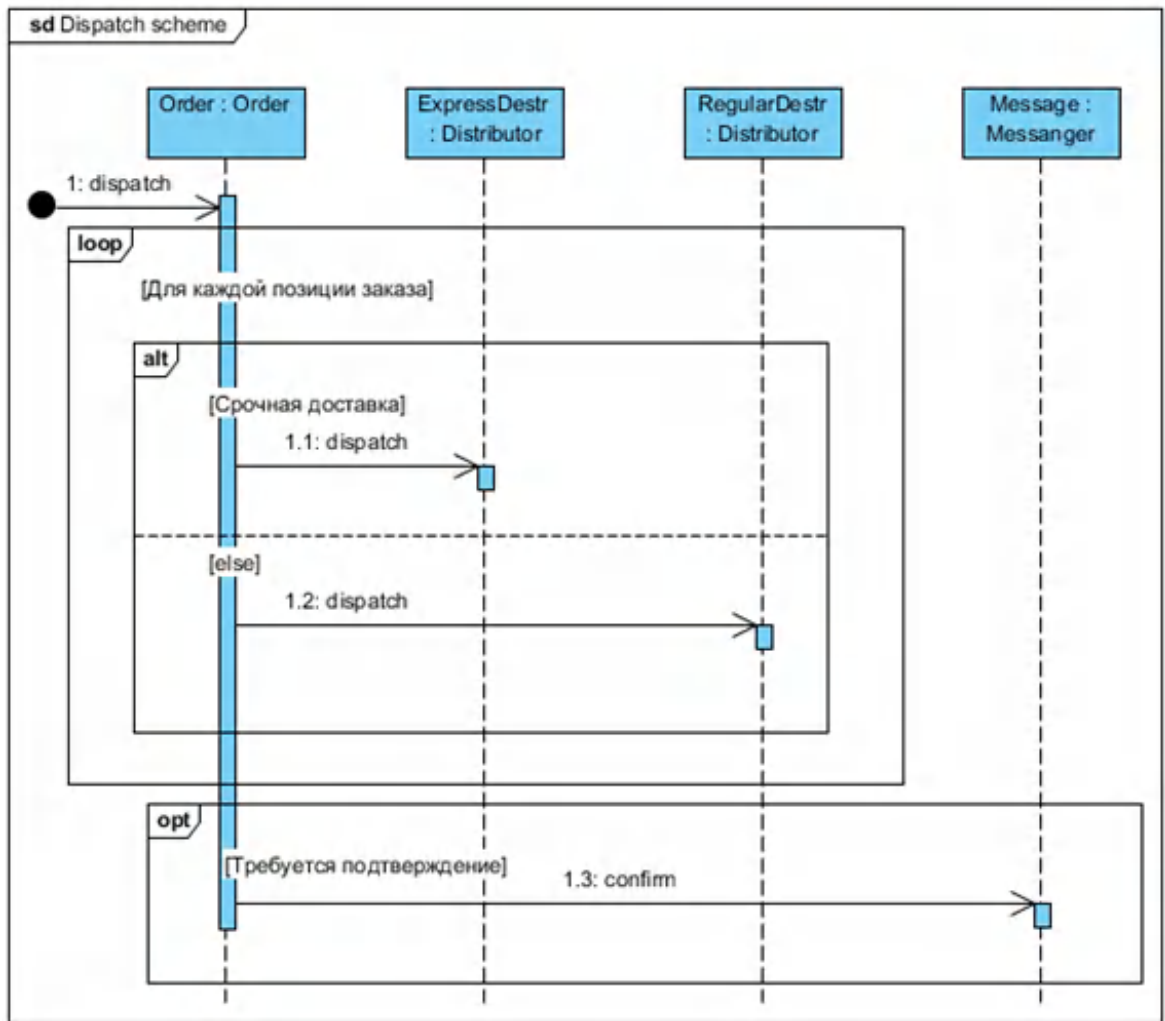 sd Dispatch scheme
Order : Order
ExpressDestr
: Distributor
RegularDestr
: Distributor
Message :
Messanger
1: dispatch
loop
[Для каждой позиции заказа]
alt
[Срочная доставка]
1.1: dispatch
[else]
1.2: dispatch
opt
[Требуется подтверждение]
1.3: confirm